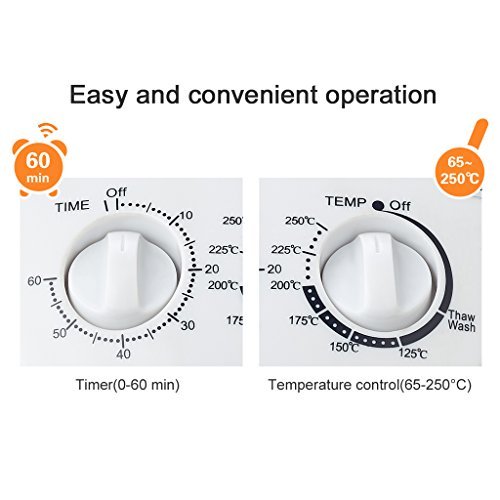 Easy and convenient operation
60
min
65~
250℃
TIME
Off
10
20
30
40
50
60
250℃
225℃
200℃
175℃
TEMP
Off
250℃
225℃
200℃
175℃
150℃
125℃
Thaw
Wash
Timer(0-60 min)
Temperature control(65-250°C)